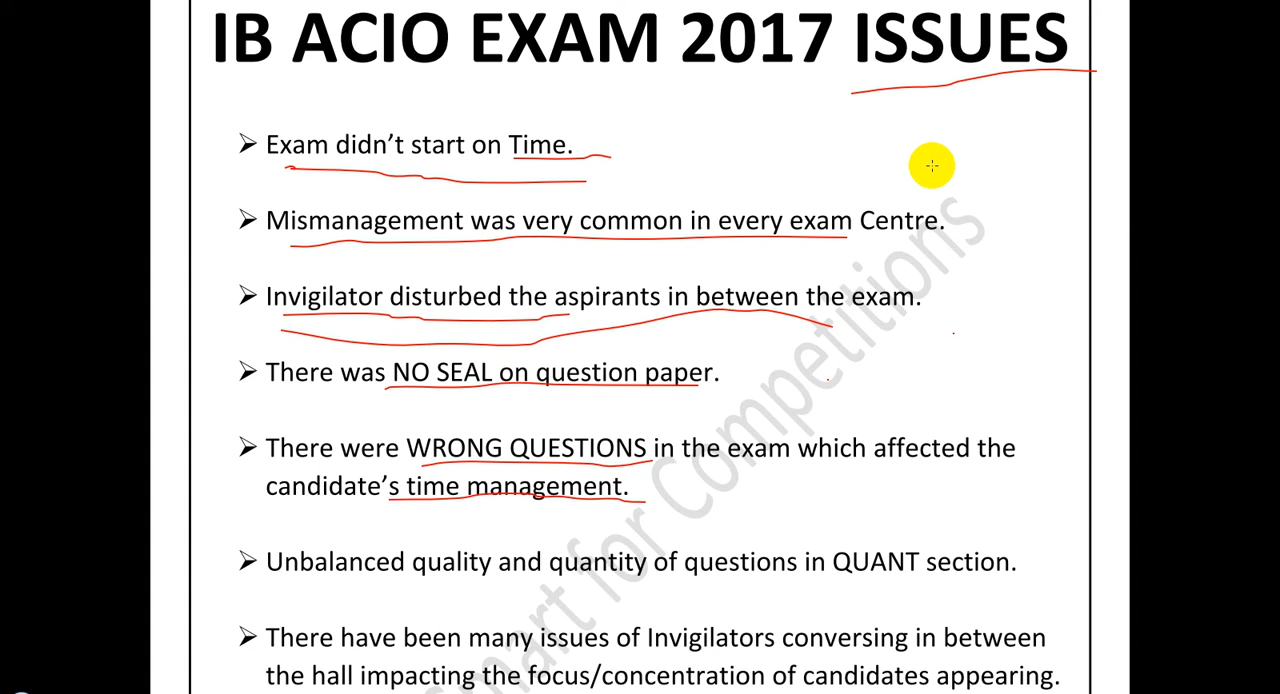 IB ACIO EXAM 2017 ISSUES
➢ Exam didn’t start on Time.
➢ Mismanagement was very common in every exam Centre.
➢ Invigilator disturbed the aspirants in between the exam.
➢ There was NO SEAL on question paper.
➢ There were WRONG QUESTIONS in the exam which affected the
candidate’s time management.
➢ Unbalanced quality and quantity of questions in QUANT section.
➢ There have been many issues of Invigilators conversing in between
the hall impacting the focus/concentration of candidates appearing.
for Competitions